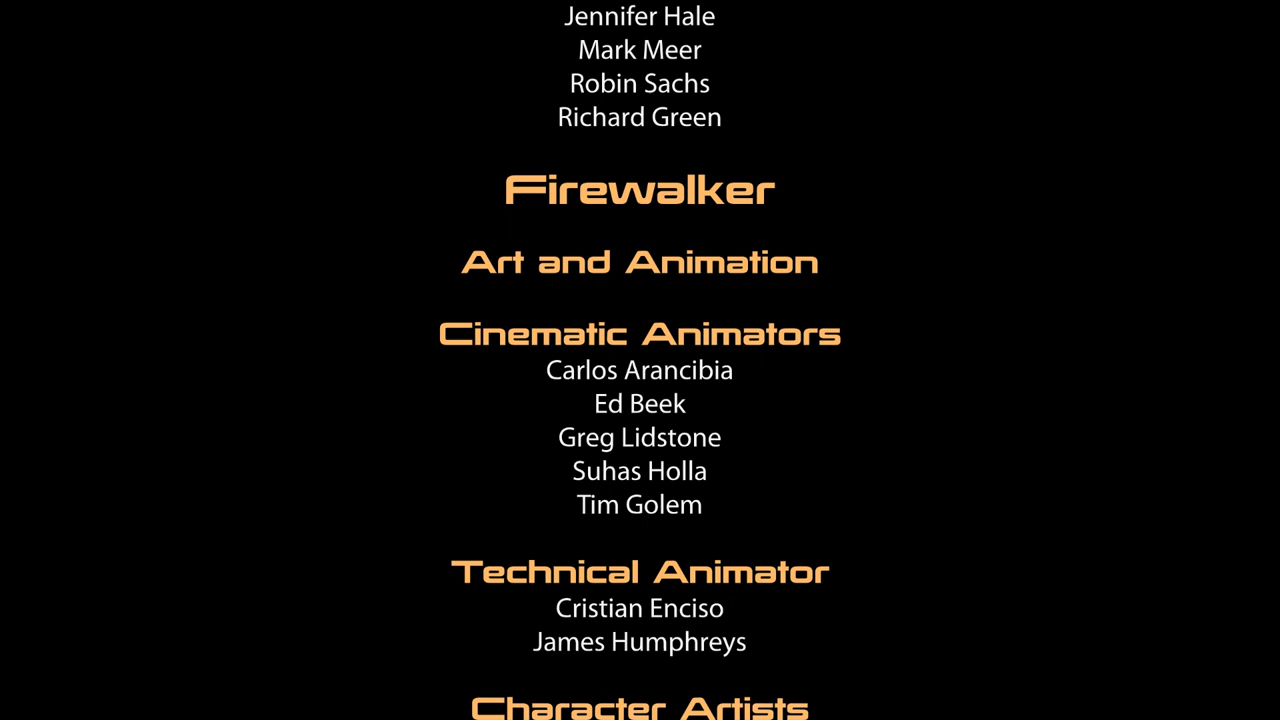 Jennifer Hale
Mark Meer
Robin Sachs
Richard Green
Firewalker
Art and Animation
Cinematic Animators
Carlos Arancibia
Ed Beek
Greg Lidstone
Suhas Holla
Tim Golem
Technical Animator
Cristian Enciso
James Humphreys
Character Artists